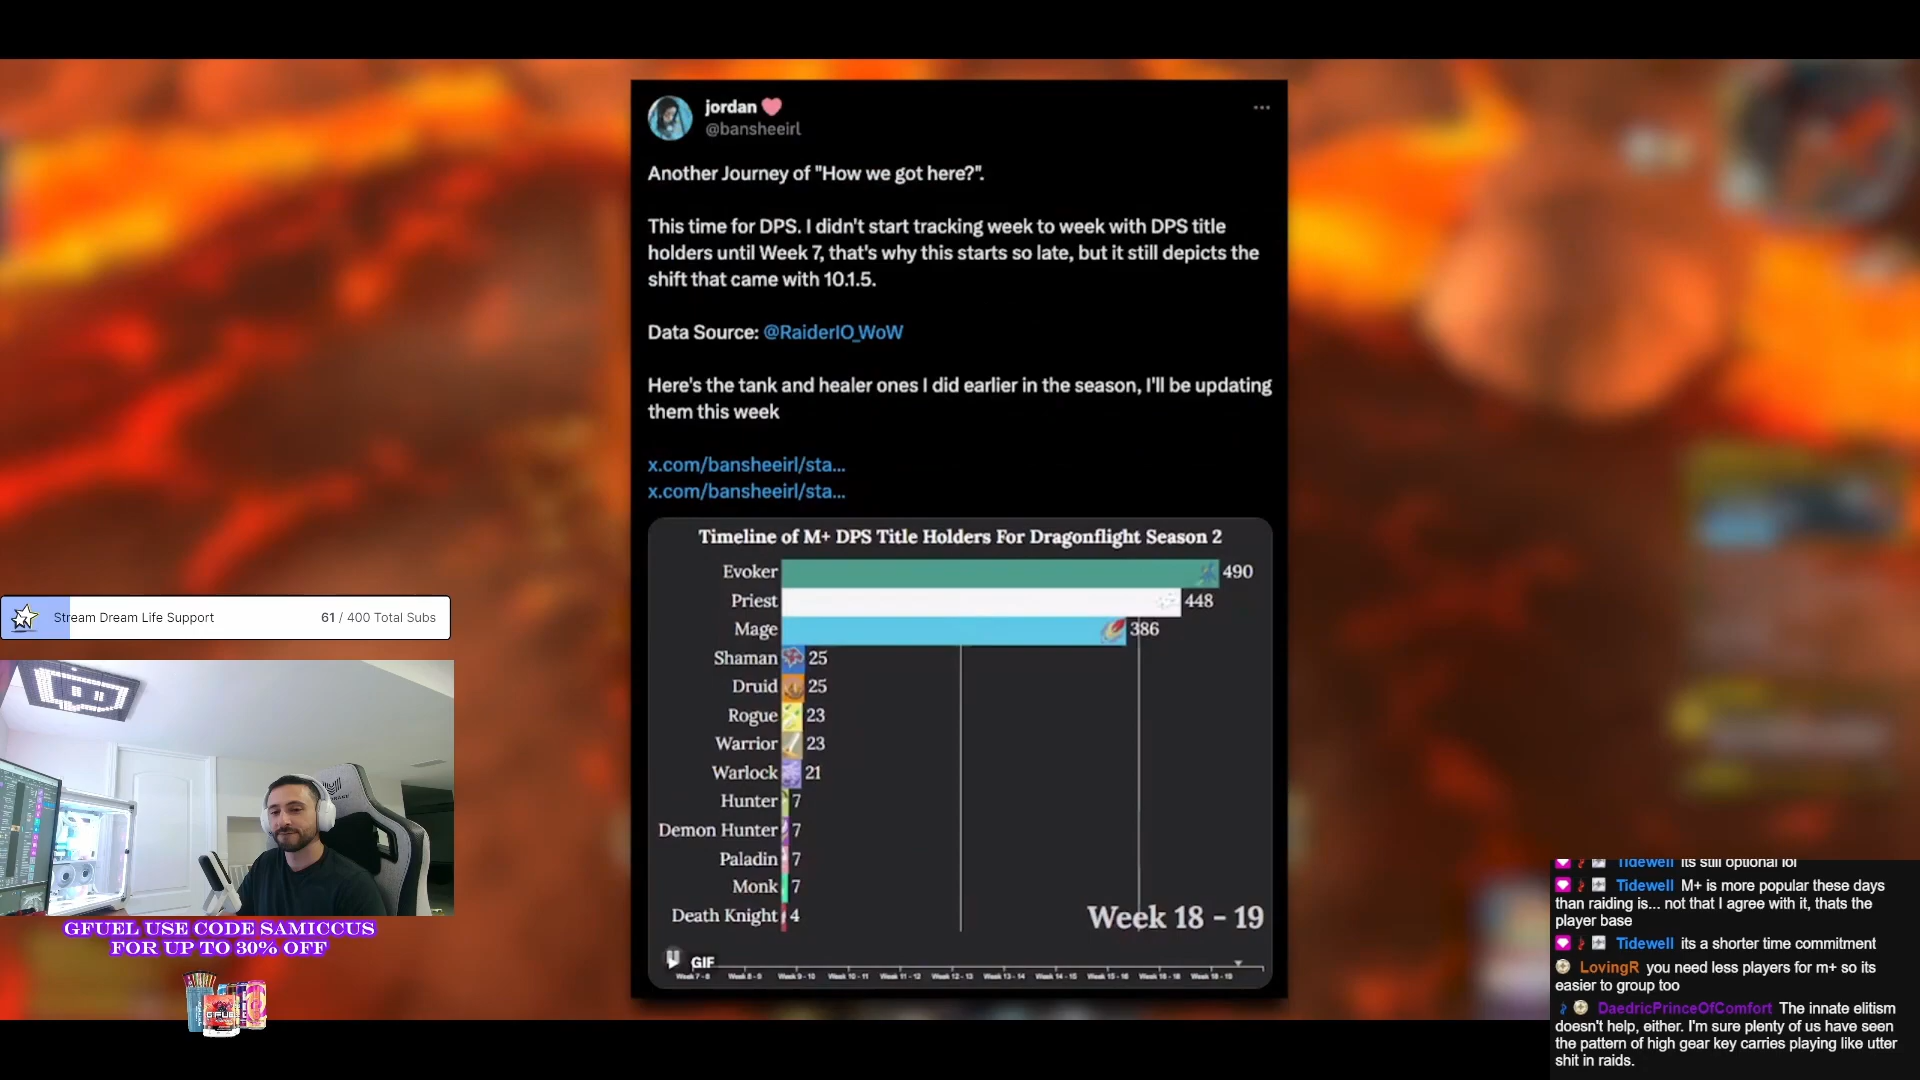 jordan
@bansheeirl
Another Journey of "How we got here?".
This time for DPS. I didn't start tracking week to week with DPS title
holders until Week 7, that's why this starts so late, but it still depicts the
shift that came with 10.1.5.
Data Source: @RaiderIO_WoW
Here's the tank and healer ones I did earlier in the season, I'll be updating
them this week
x.com/bansheeirl/sta...
x.com/bansheeirl/sta...
Timeline of M+ DPS Title Holders For Dragonflight Season 2
Evoker 490
Priest 448
Mage 386
Shaman 25
Druid 25
Rogue 23
Warrior 23
Warlock 21
Hunter 7
Demon Hunter 7
Paladin 7
Monk 7
Death Knight 4
Week 18 - 19
GIF
Stream Dream Life Support 61 / 400 Total Subs
GFUEL USE CODE SAMICCUS
FOR UP TO 30% OFF
Tidewell its still optional lol
Tidewell M+ is more popular these days
than raiding is... not that I agree with it, thats the
player base
Tidewell its a shorter time commitment
LovingR you need less players for m+ so its
easier to group too
DaedricPrinceOfComfort The innate elitism
doesn't help, either. I'm sure plenty of us have seen
the pattern of high gear key carries playing like utter
shit in raids.